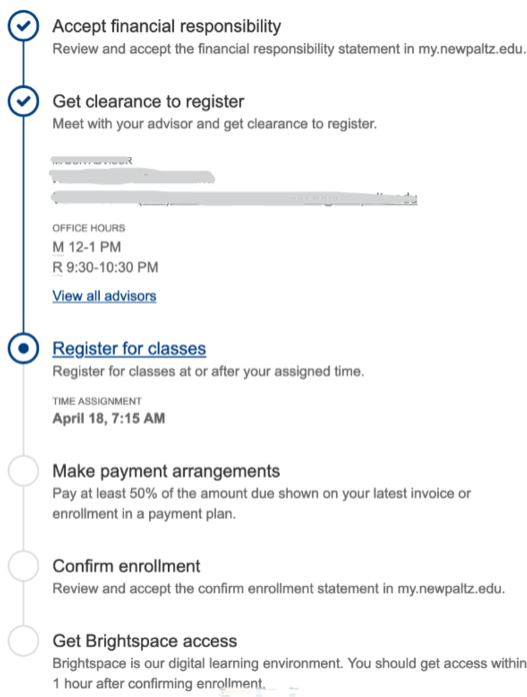 Accept financial responsibility
Review and accept the financial responsibility statement in my.newpaltz.edu.
Get clearance to register
Meet with your advisor and get clearance to register.
OFFICE HOURS
M 12-1 PM
R 9:30-10:30 PM
View all advisors
Register for classes
Register for classes at or after your assigned time.
TIME ASSIGNMENT
April 18, 7:15 AM
Make payment arrangements
Pay at least 50% of the amount due shown on your latest invoice or
enrollment in a payment plan.
Confirm enrollment
Review and accept the confirm enrollment statement in my.newpaltz.edu.
Get Brightspace access
Brightspace is our digital learning environment. You should get access within
1 hour after confirming enrollment.